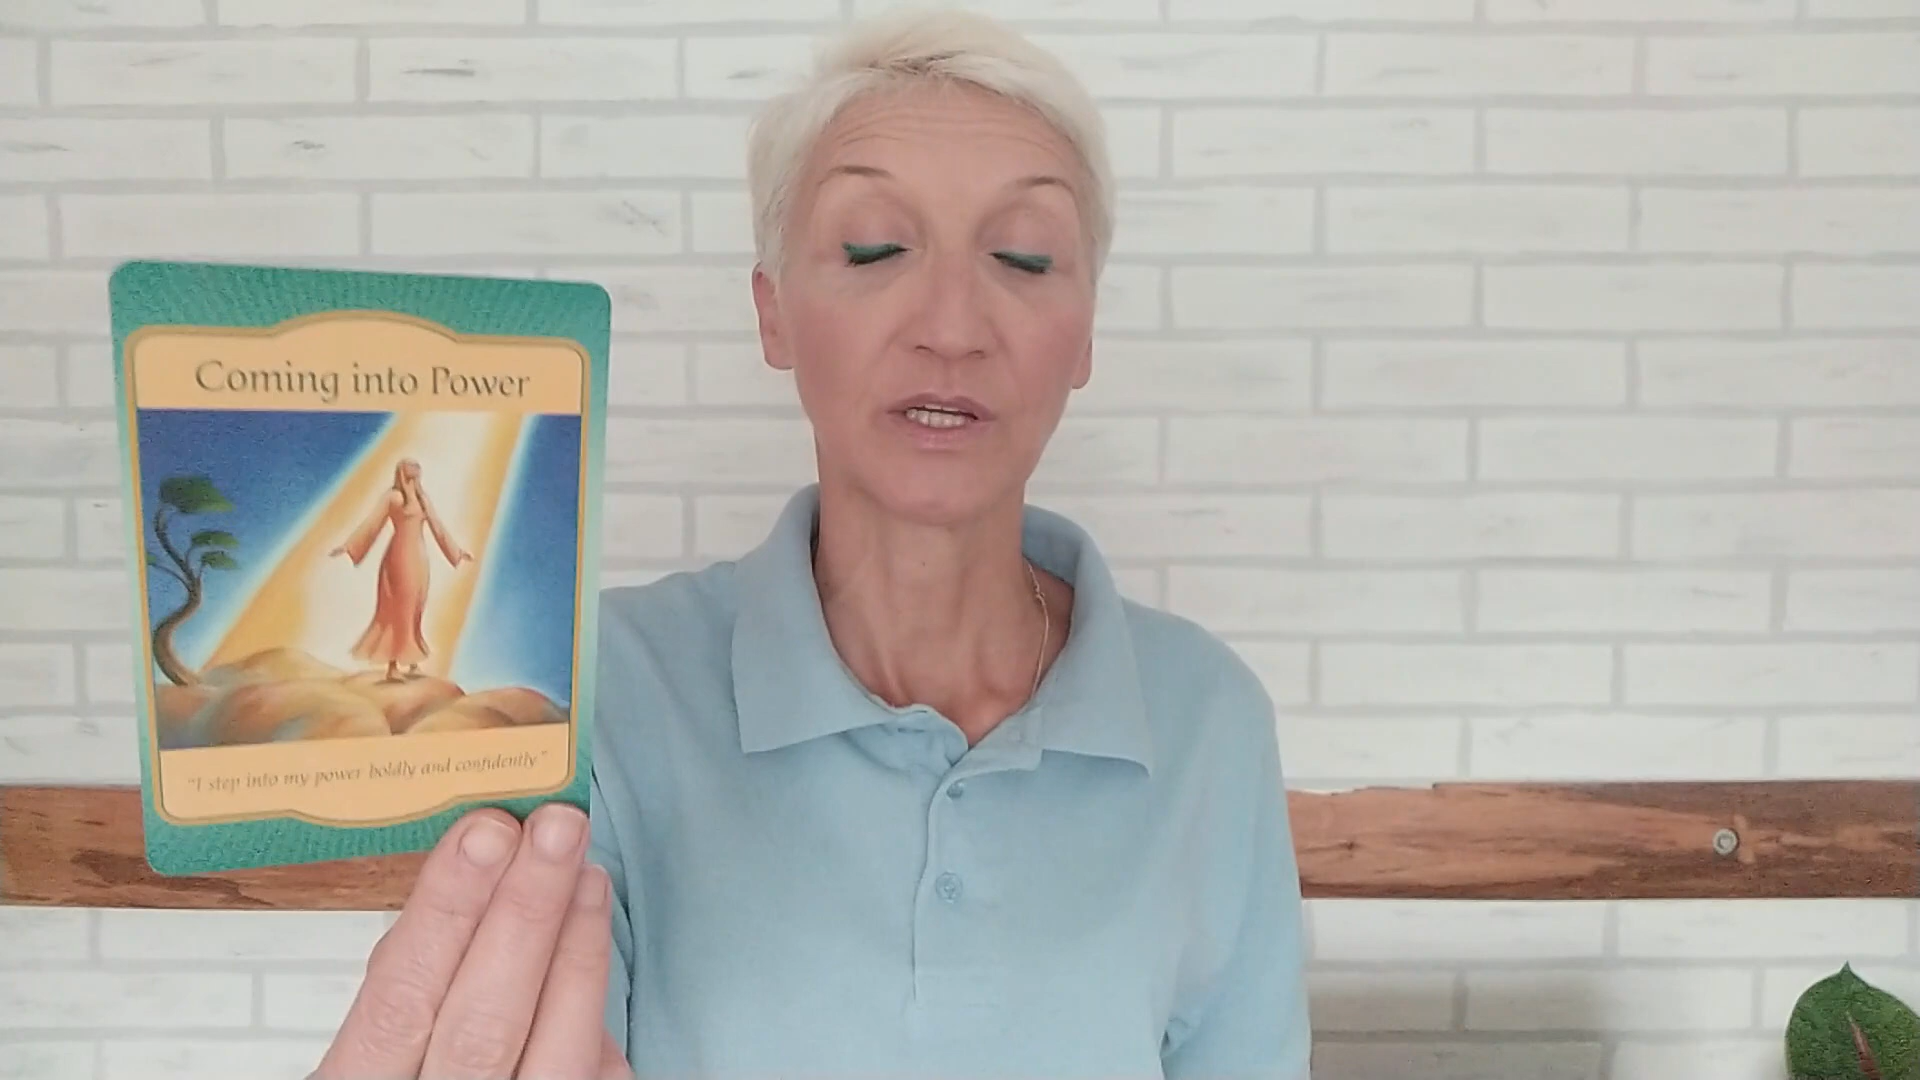 Coming into Power
"I step into my power boldly and confidently."